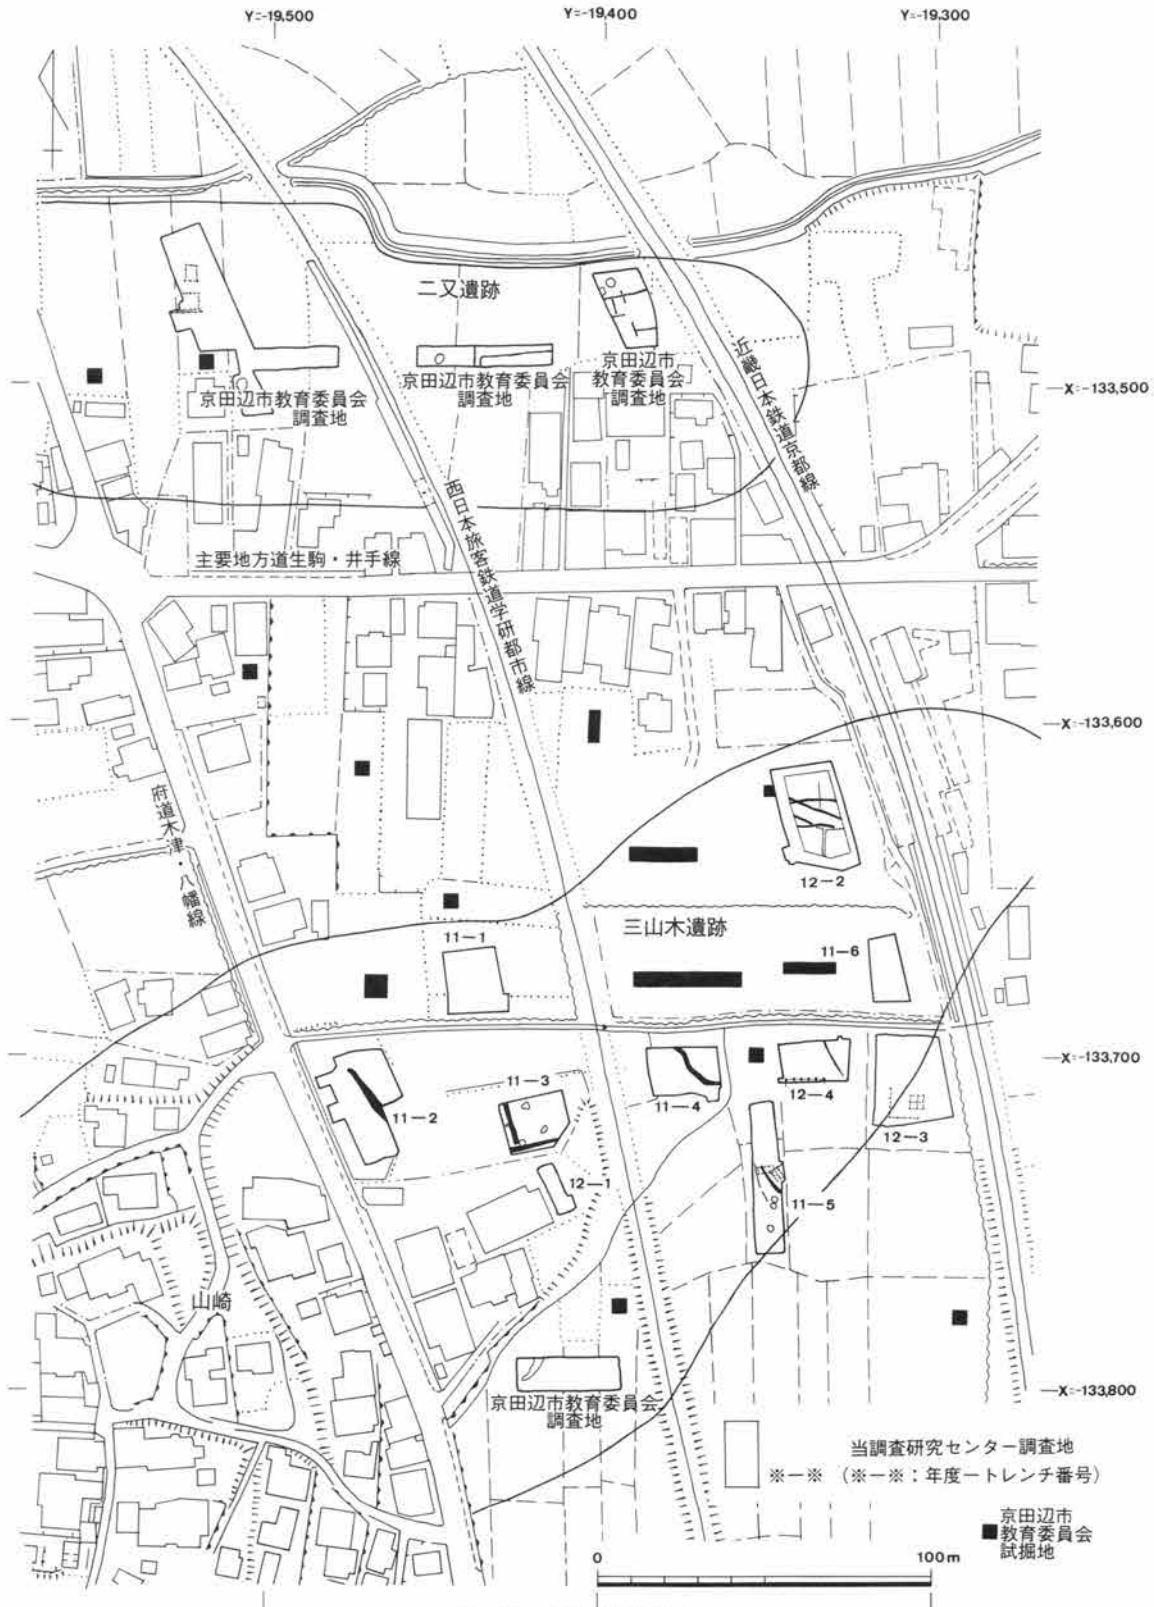 Y=-19,500
Y=-19,400
Y=-19,300
二又遺跡
京田辺市教育委員会
調査地
京田辺市教育委員会
調査地
京田辺市
教育委員会
調査地
近畿日本鉄道京都線
X=-133,500
西日本旅客鉄道学研都市線
主要地方道生駒・井手線
X=-133,600
府道木津・八幡線
12-2
三山木遺跡
11-1
11-6
X=-133,700
11-2
11-3
11-4
12-4
12-3
12-1
11-5
山崎
X=-133,800
京田辺市教育委員会
調査地
当調査研究センター調査地
※-※ (※-※:年度ートレンチ番号)
京田辺市
教育委員会
試掘地
0
100m